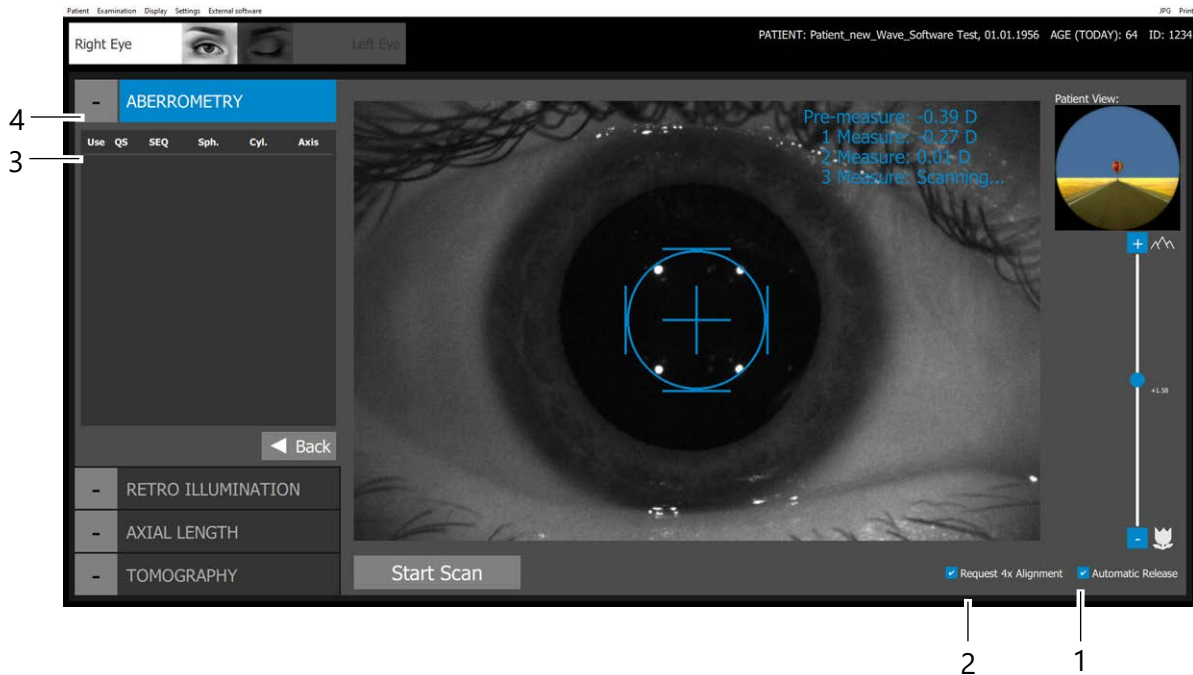 Patient Examination Display Settings External software JPG Print
Right Eye Left Eye PATIENT: Patient_new_Wave_Software Test, 01.01.1956 AGE (TODAY): 64 ID: 1234
- ABERROMETRY
Use QS SEQ Sph. Cyl. Axis
Pre-measure: -0.39 D
1 Measure: -0.27 D
2 Measure: 0.01 D
3 Measure: Scanning...
Patient View:
+
+1.58
-
Back
- RETRO ILLUMINATION
- AXIAL LENGTH
- TOMOGRAPHY
Start Scan
Request 4x Alignment Automatic Release
4
3
2
1